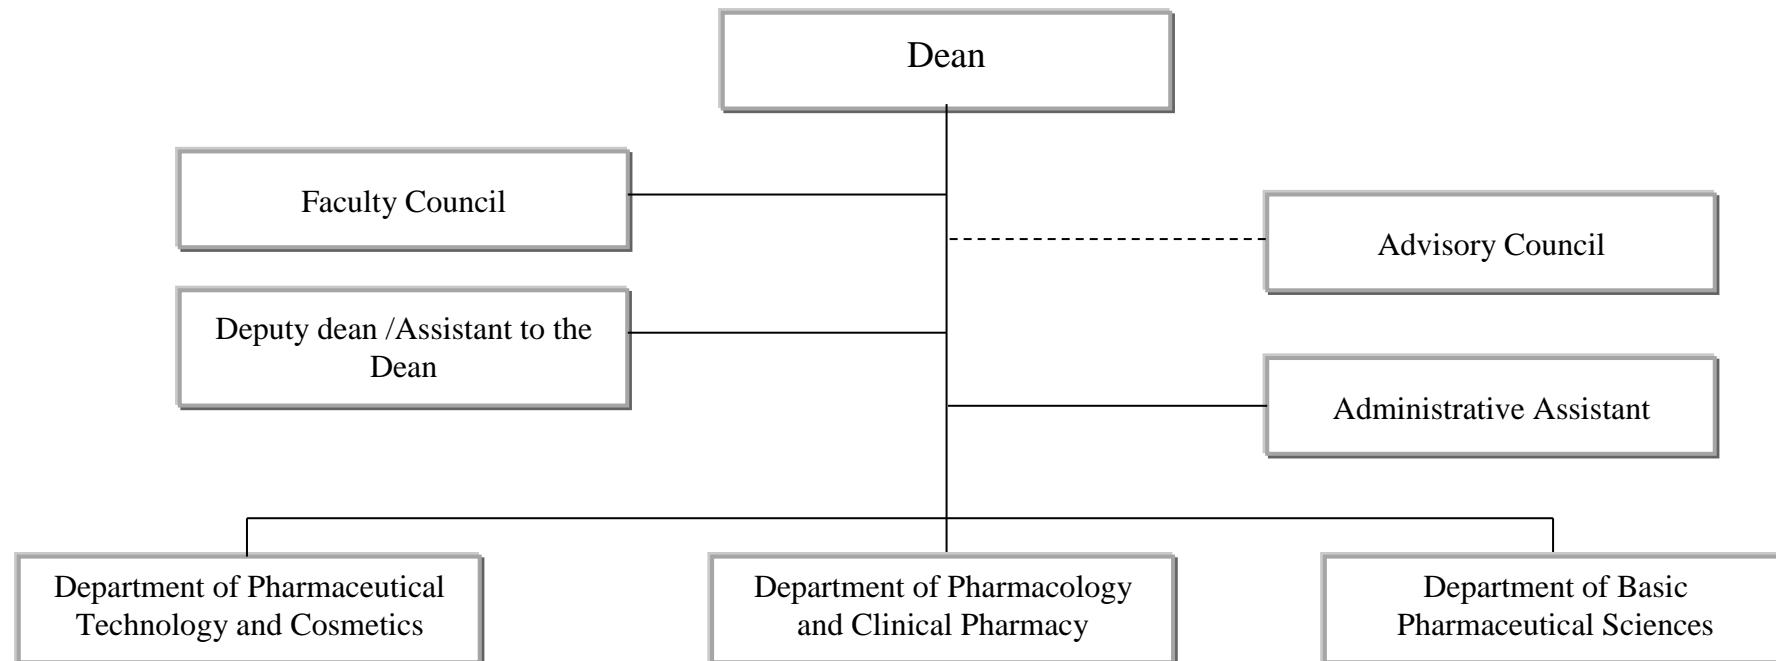 Dean
Faculty Council
Advisory Council
Deputy dean /Assistant to the
Dean
Administrative Assistant
Department of Pharmaceutical
Technology and Cosmetics
Department of Pharmacology
and Clinical Pharmacy
Department of Basic
Pharmaceutical Sciences